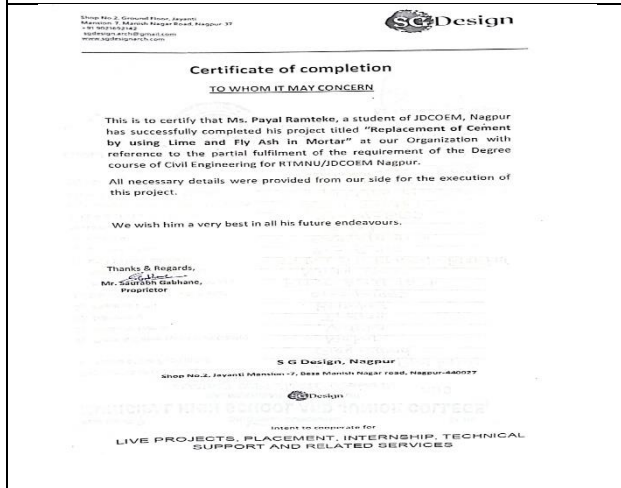 Shop No 2, Ground Floor, Jayanti
Mansion 7, Manish Nagar Road, Nagpur-37
sgdesign.arch@gmail.com
www.sgdesignarch.com
SG Design
Certificate of completion
TO WHOM IT MAY CONCERN
This is to certify that Ms. Payal Ramteke, a student of JDCOEM, Nagpur
has successfully completed his project titled "Replacement of Cement
by using Lime and Fly Ash in Mortar" at our Organization with
reference to the partial fulfilment of the requirement of the Degree
course of Civil Engineering for RTMNU/JDCOEM Nagpur.
All necessary details were provided from our side for the execution of
this project.
We wish him a very best in all his future endeavours.
Thanks & Regards,
Mr. Saurabh Gabhane,
Proprietor
S G Design, Nagpur
Shop No.2, Jayanti Mansion -7, Manish Nagar road, Nagpur-440027
SG Design
Intent to cooperate for
LIVE PROJECTS, PLACEMENT, INTERNSHIP, TECHNICAL
SUPPORT AND RELATED SERVICES